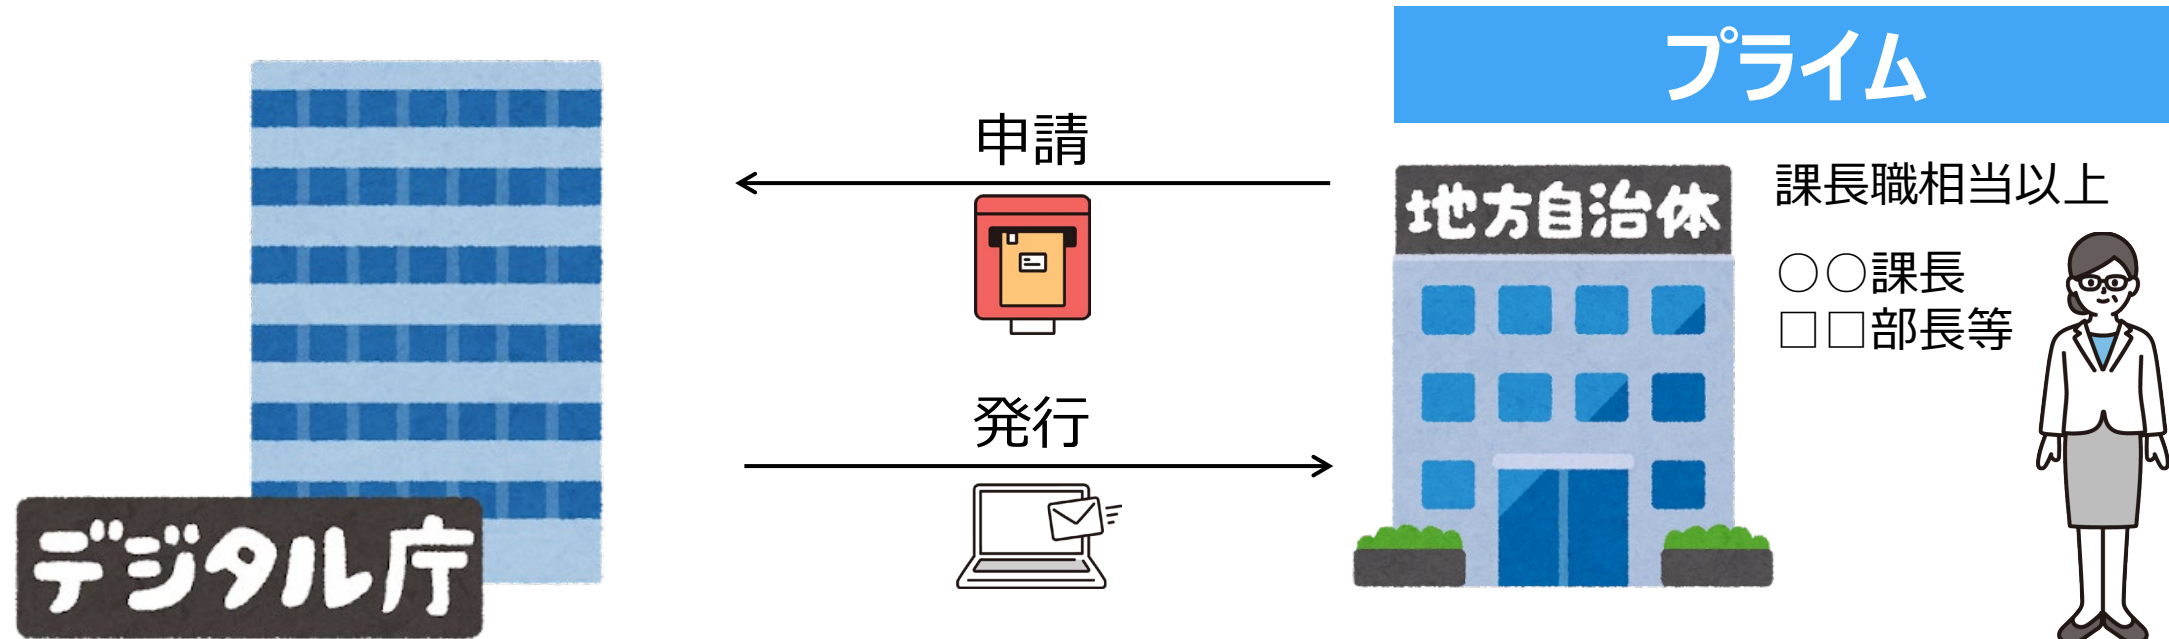 プライム
申請
地方自治体
課長職相当以上
○○課長
□□部長等
発行
デジタル庁